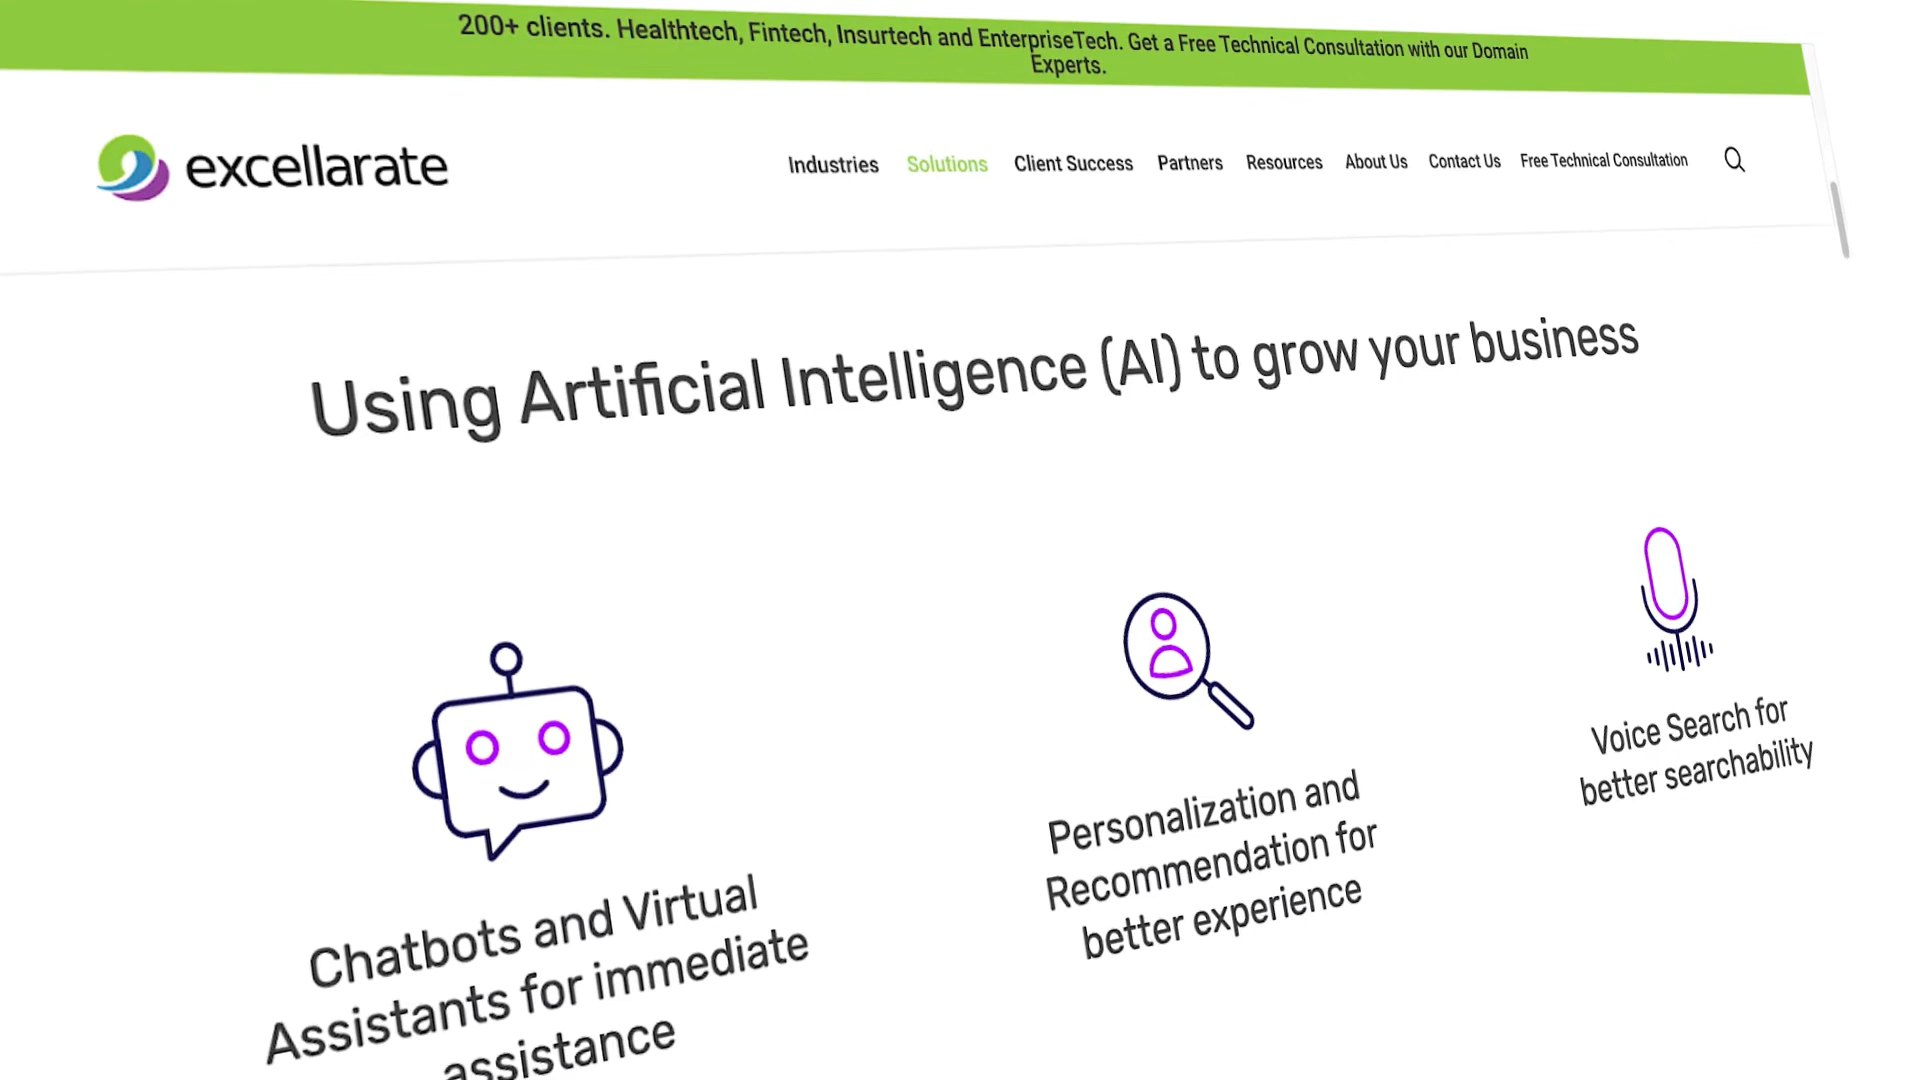 200+ clients. Healthtech, Fintech, Insurtech and EnterpriseTech. Get a Free Technical Consultation with our Domain
Experts.
excellarate
Industries Solutions Client Success Partners Resources About Us Contact Us Free Technical Consultation
Using Artificial Intelligence (AI) to grow your business
Chatbots and Virtual
Assistants for immediate
assistance
Personalization and
Recommendation for
better experience
Voice Search for
better searchability